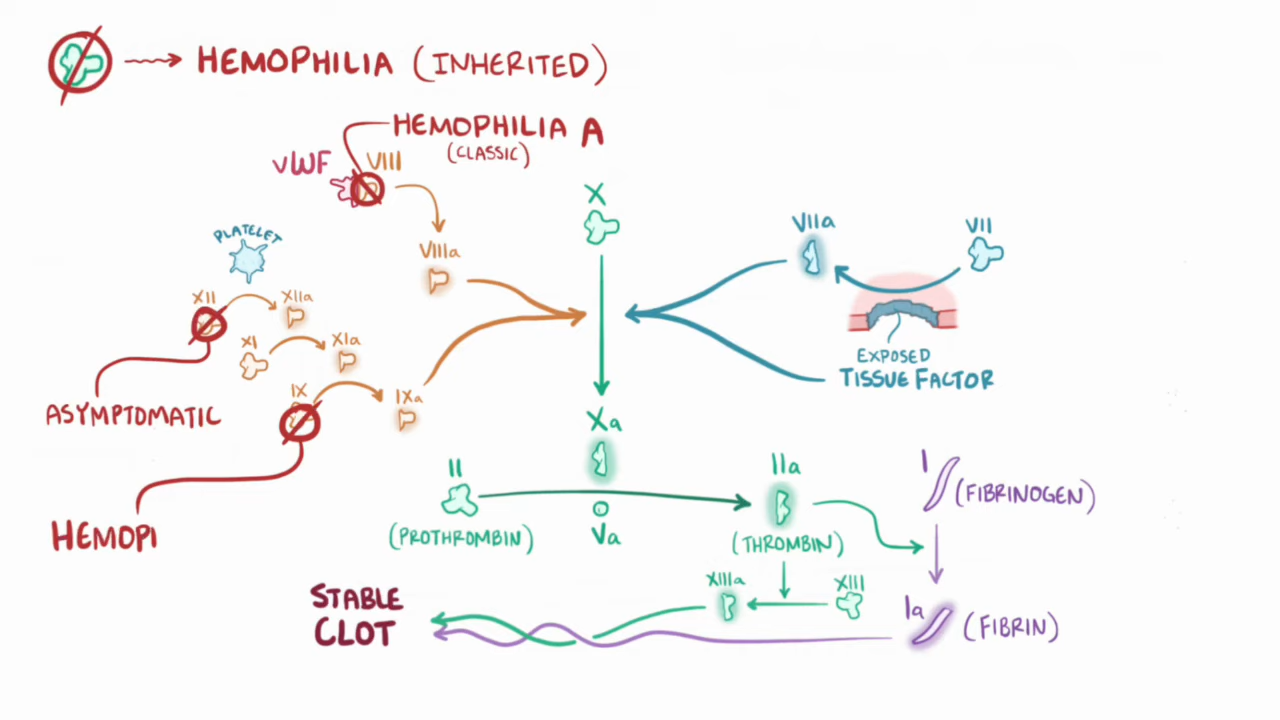 HEMOPHILIA (INHERITED)
HEMOPHILIA A
(CLASSIC)
vWF VIII
X
VIIa
VII
PLATELET
VIIIa
XII
XIIa
XI
XIa
EXPOSED
TISSUE FACTOR
IX
IXa
ASYMPTOMATIC
Xa
II
IIa
I
(FIBRINOGEN)
HEMOPI
(PROTHROMBIN)
Va
(THROMBIN)
XIIIa
XIII
STABLE
CLOT
Ia
(FIBRIN)